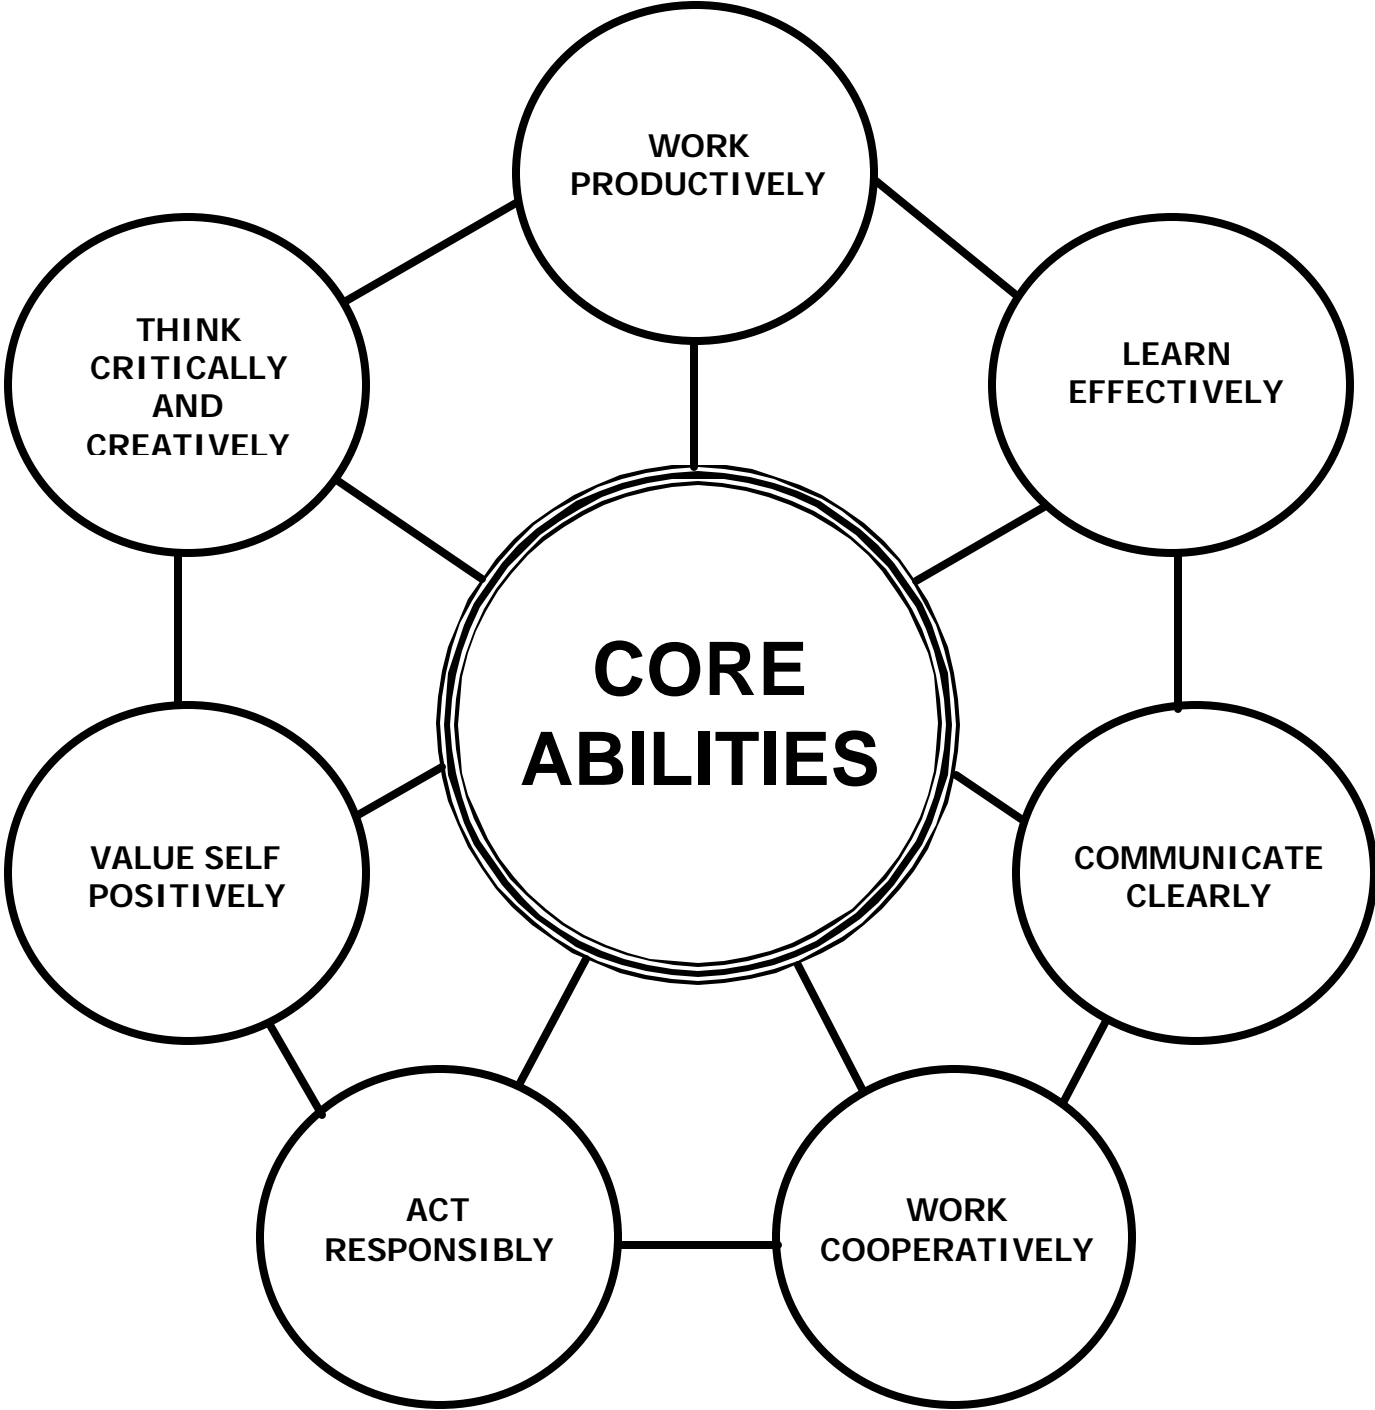 WORK
PRODUCTIVELY
THINK
CRITICALLY
AND
CREATIVELY
LEARN
EFFECTIVELY
CORE
ABILITIES
VALUE SELF
POSITIVELY
COMMUNICATE
CLEARLY
ACT
RESPONSIBLY
WORK
COOPERATIVELY